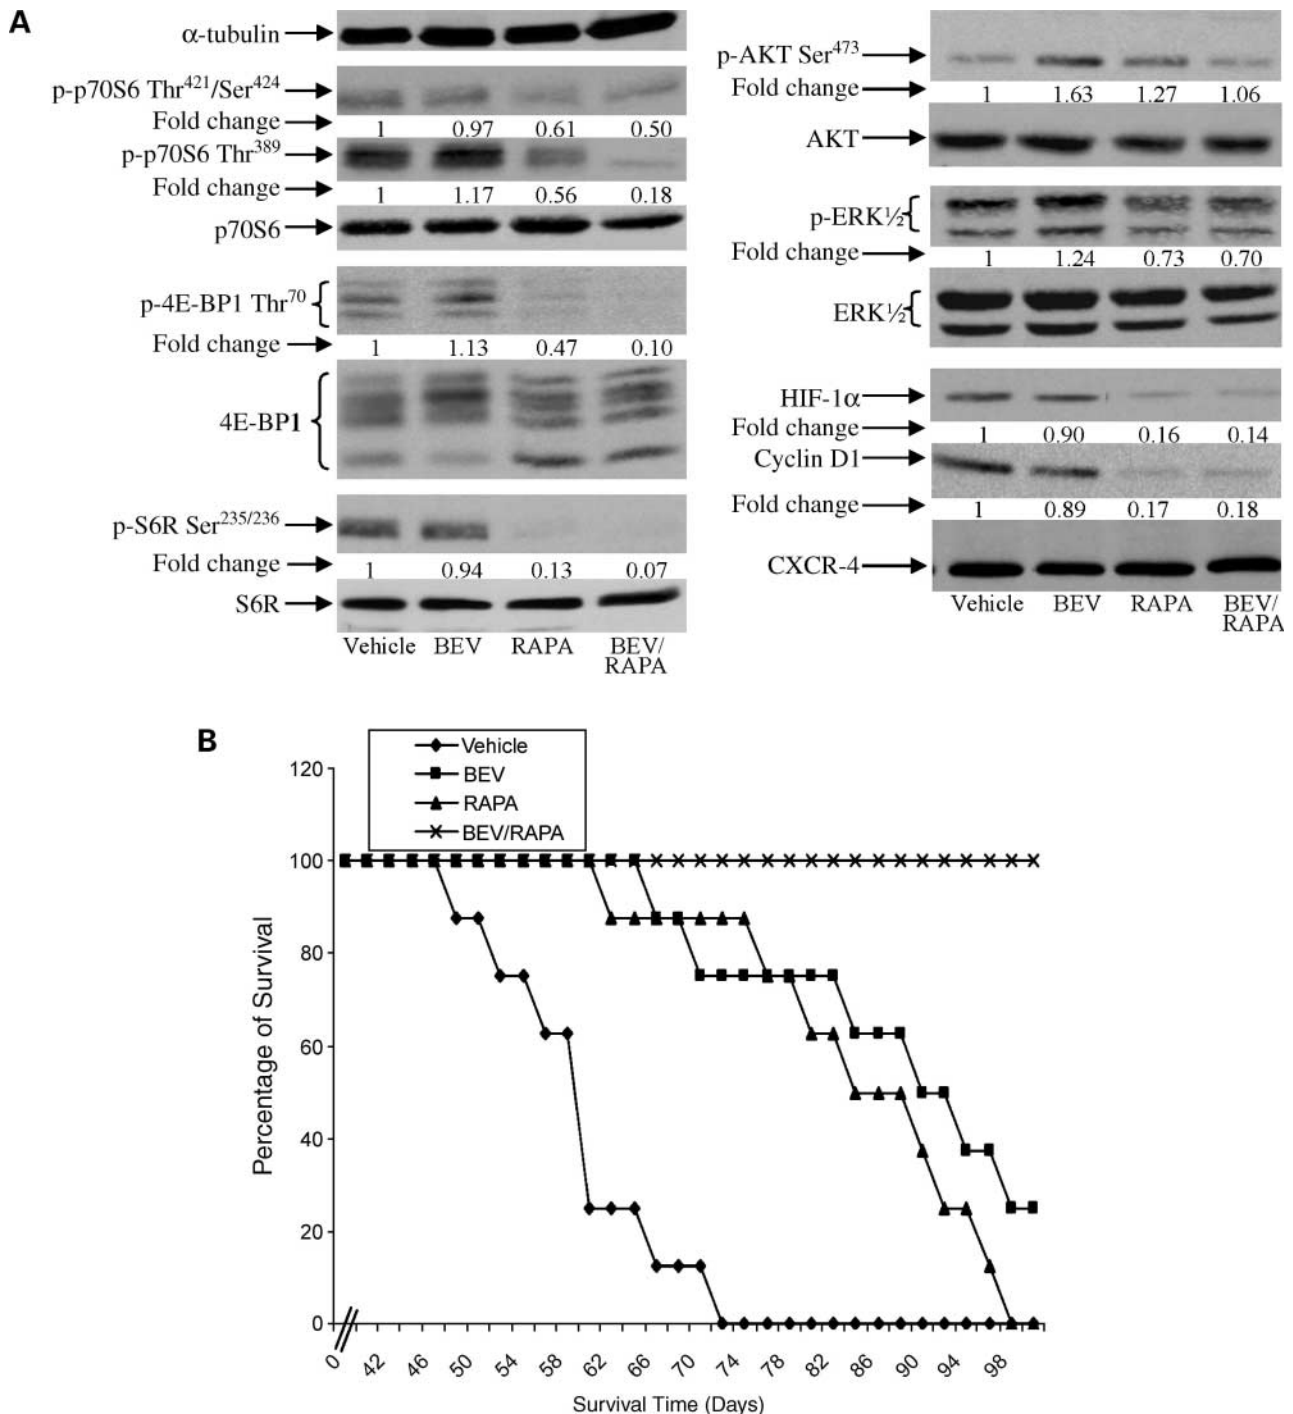 A
α-tubulin
p-p70S6 Thr421/Ser424
Fold change 1 0.97 0.61 0.50
p-p70S6 Thr389
Fold change 1 1.17 0.56 0.18
p70S6
p-4E-BP1 Thr70
Fold change 1 1.13 0.47 0.10
4E-BP1
p-S6R Ser235/236
Fold change 1 0.94 0.13 0.07
S6R
Vehicle BEV RAPA BEV/
RAPA
p-AKT Ser473
Fold change 1 1.63 1.27 1.06
AKT
p-ERK½
Fold change 1 1.24 0.73 0.70
ERK½
HIF-1α
Fold change 1 0.90 0.16 0.14
Cyclin D1
Fold change 1 0.89 0.17 0.18
CXCR-4
Vehicle BEV RAPA BEV/
RAPA
B
Vehicle
BEV
RAPA
BEV/RAPA
120
100
80
60
40
20
0
Percentage of Survival
0 42 46 50 54 58 62 66 70 74 78 82 86 90 94 98
Survival Time (Days)